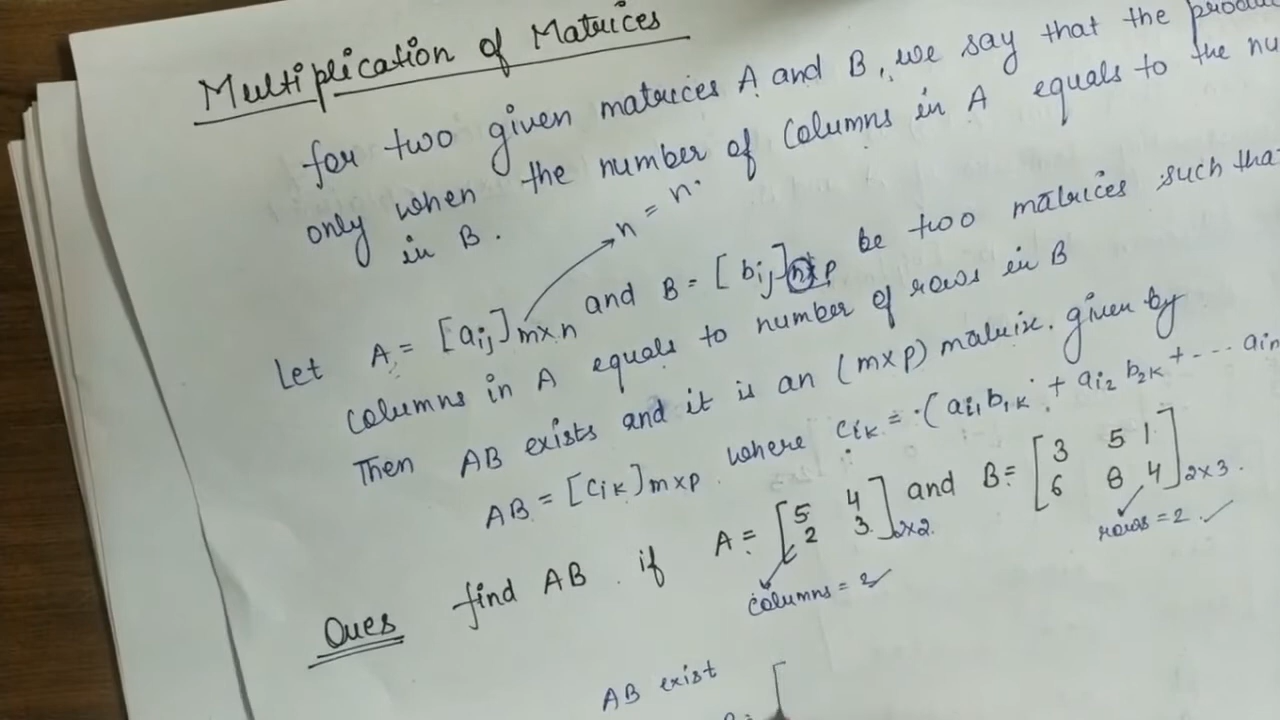 Multiplication of Matrices
for two given matrices A and B, we say that the
only when the number of Columns in A equals to the
in B.
n = n.
Let A = [aij]m×n and B = [bij]n×p be two matrices such
columns in A equals to number of rows in B
Then AB exists and it is an (m×p) matrix. given by
AB = [Cik]m×p. where Cik = (ai1 b1k + ai2 b2k + --- ain
Ques find AB. if A = [5 4
2 3]2×2 and B = [3 5 1
6 8 4]2×3.
columns = 2 ✓
rows = 2 ✓
AB exist [